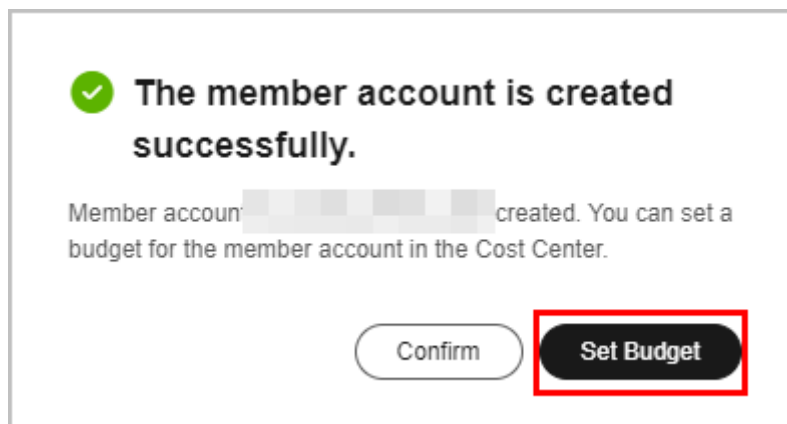 The member account is created
successfully.
Member account created. You can set a
budget for the member account in the Cost Center.
Confirm
Set Budget